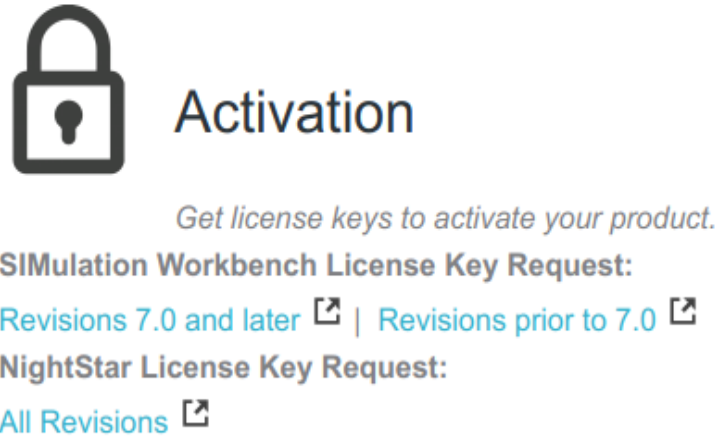 Activation
Get license keys to activate your product.
SIMulation Workbench License Key Request:
Revisions 7.0 and later | Revisions prior to 7.0
NightStar License Key Request:
All Revisions